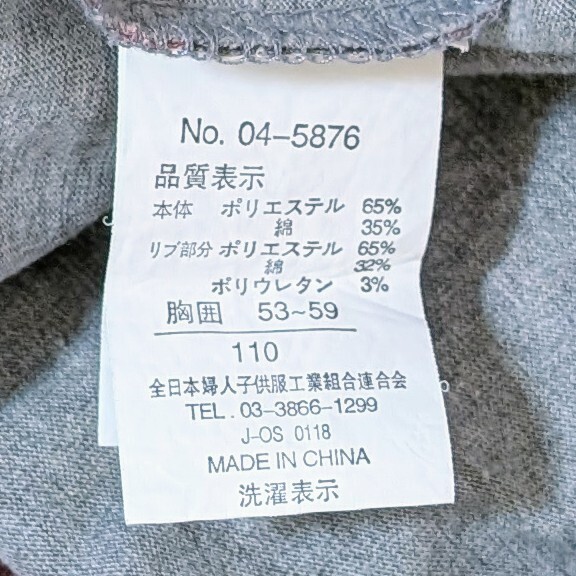 No. 04-5876
品質表示
本体 ポリエステル 65%
綿 35%
リブ部分 ポリエステル 65%
綿 32%
ポリウレタン 3%
胸囲 53~59
110
全日本婦人子供服工業組合連合会
TEL. 03-3866-1299
J-OS 0118
MADE IN CHINA
洗濯表示